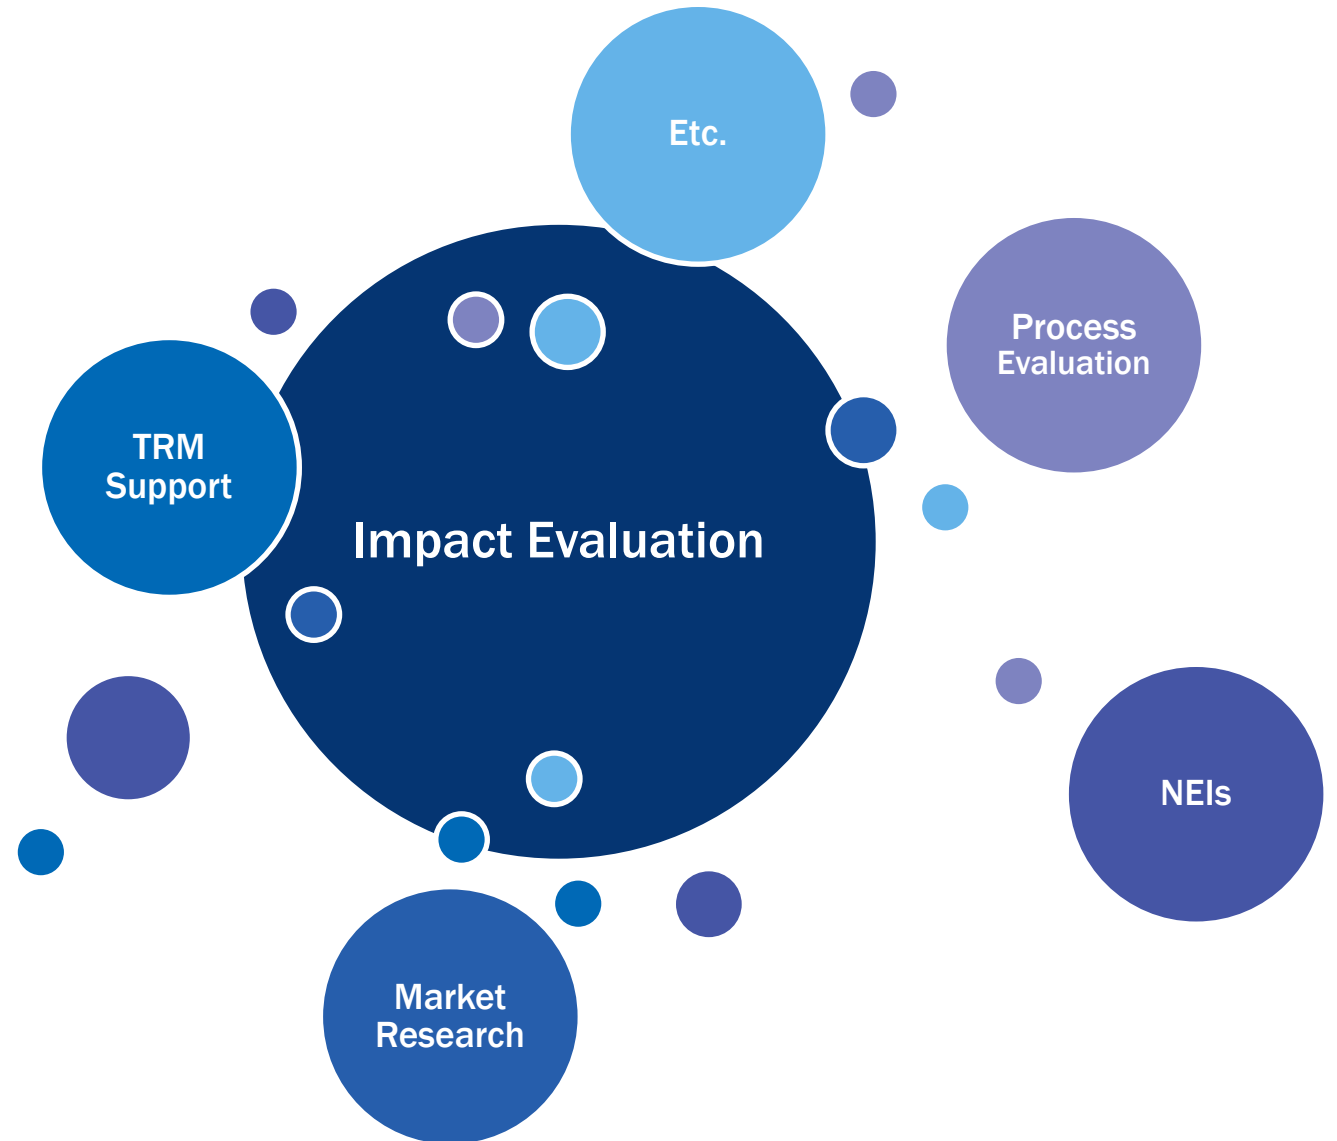 Etc.
Process
Evaluation
TRM
Support
Impact Evaluation
NEIs
Market
Research